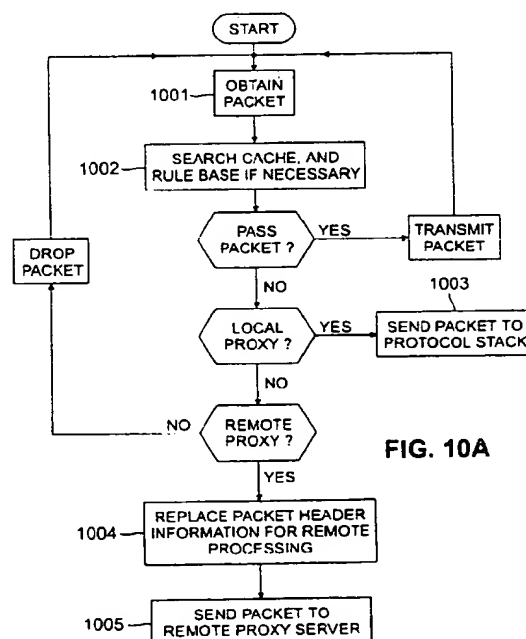 START
1001
OBTAIN
PACKET
1002
SEARCH CACHE, AND
RULE BASE IF NECESSARY
PASS
PACKET ?
YES
TRANSMIT
PACKET
DROP
PACKET
NO
1003
LOCAL
PROXY ?
YES
SEND PACKET TO
PROTOCOL STACK
NO
NO
REMOTE
PROXY ?
FIG. 10A
YES
1004
REPLACE PACKET HEADER
INFORMATION FOR REMOTE
PROCESSING
1005
SEND PACKET TO
REMOTE PROXY SERVER